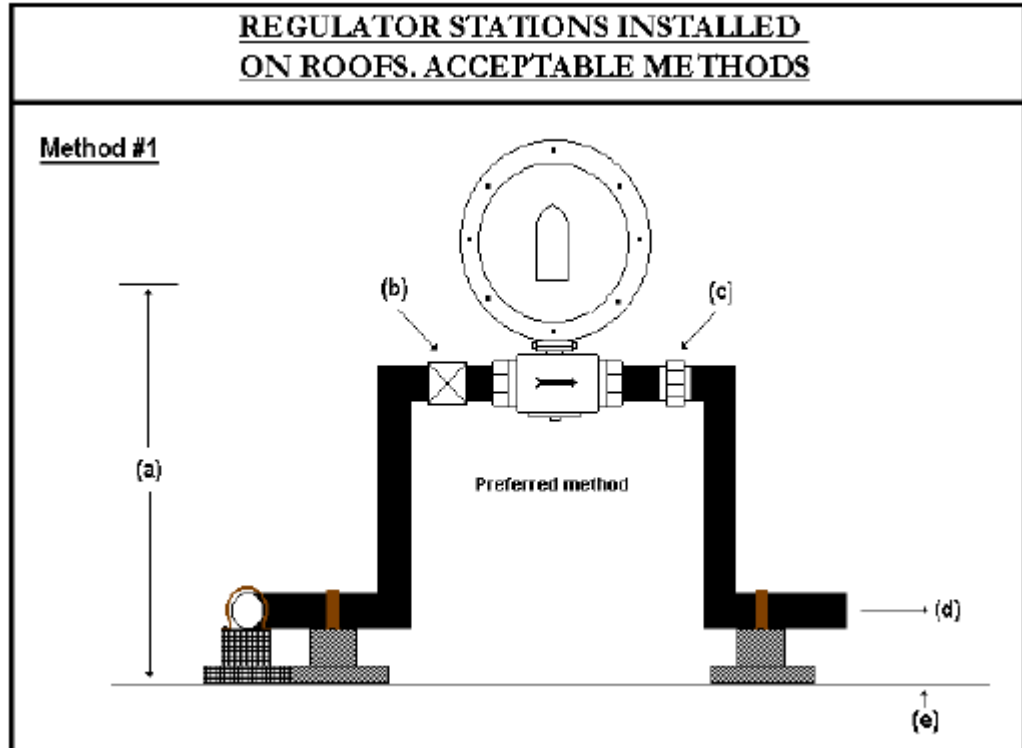 REGULATOR STATIONS INSTALLED
ON ROOFS. ACCEPTABLE METHODS
Method #1
(b)
(c)
(a)
Preferred method
(d)
(e)